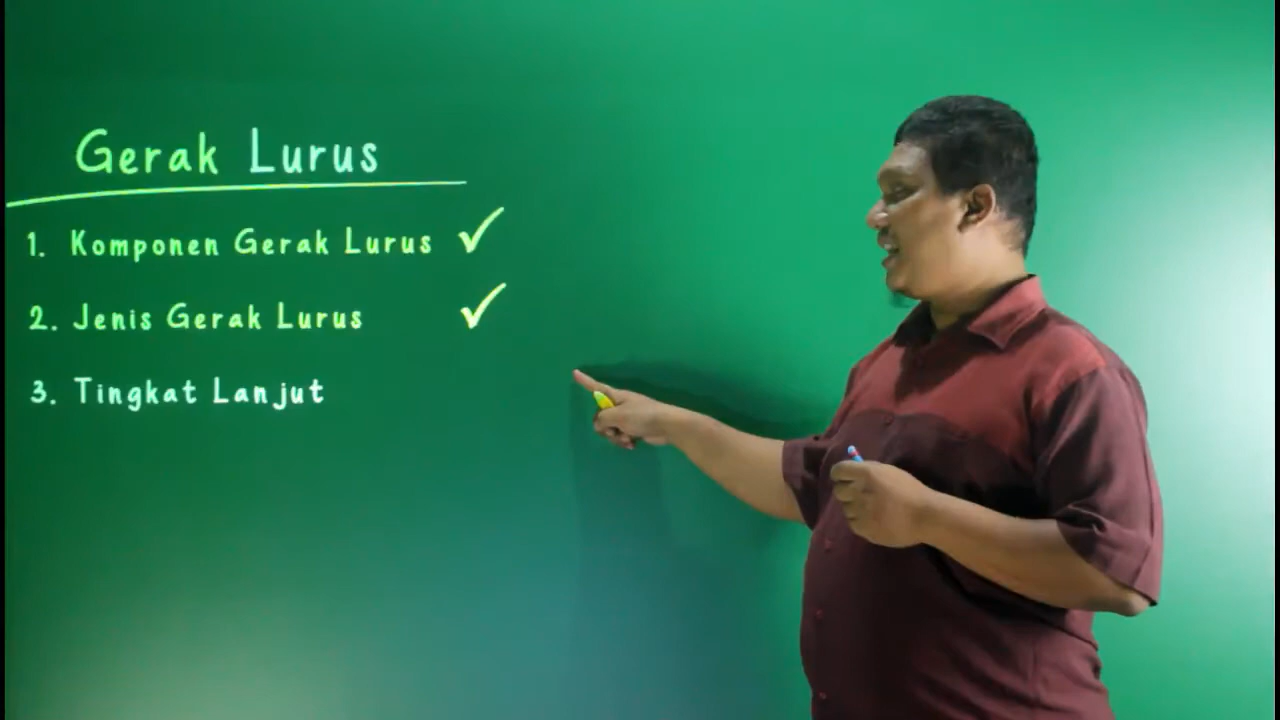 Gerak Lurus
1. Komponen Gerak Lurus ✓
2. Jenis Gerak Lurus ✓
3. Tingkat Lanjut